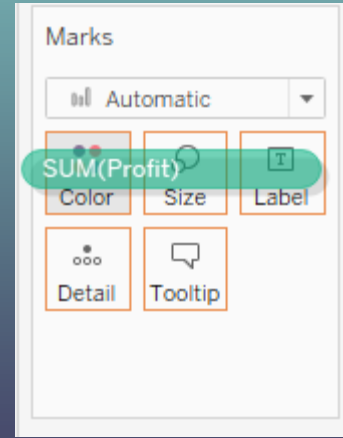 Marks
Automatic
SUM(Profit)
Color Size Label
T
Detail Tooltip